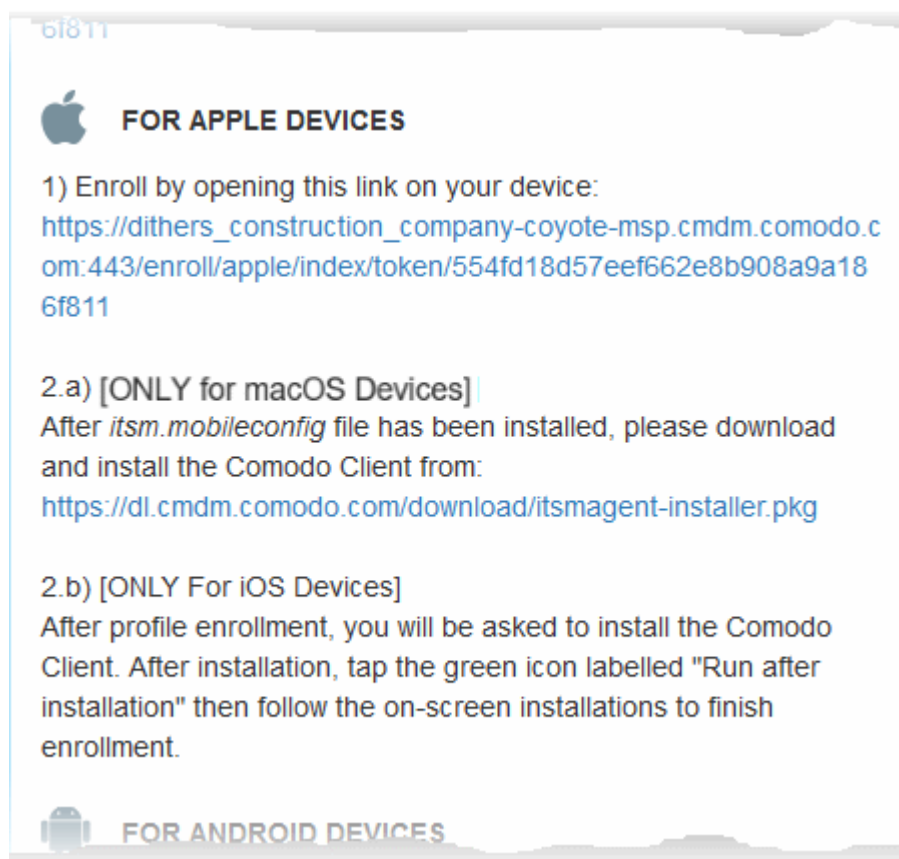 6f811
FOR APPLE DEVICES
1) Enroll by opening this link on your device:
https://dithers_construction_company-coyote-msp.cmdm.comodo.c
om:443/enroll/apple/index/token/554fd18d57eef662e8b908a9a18
6f811
2.a) [ONLY for macOS Devices]
After itsm.mobileconfig file has been installed, please download
and install the Comodo Client from:
https://dl.cmdm.comodo.com/download/itsmagent-installer.pkg
2.b) [ONLY For iOS Devices]
After profile enrollment, you will be asked to install the Comodo
Client. After installation, tap the green icon labelled "Run after
installation" then follow the on-screen installations to finish
enrollment.
FOR ANDROID DEVICES